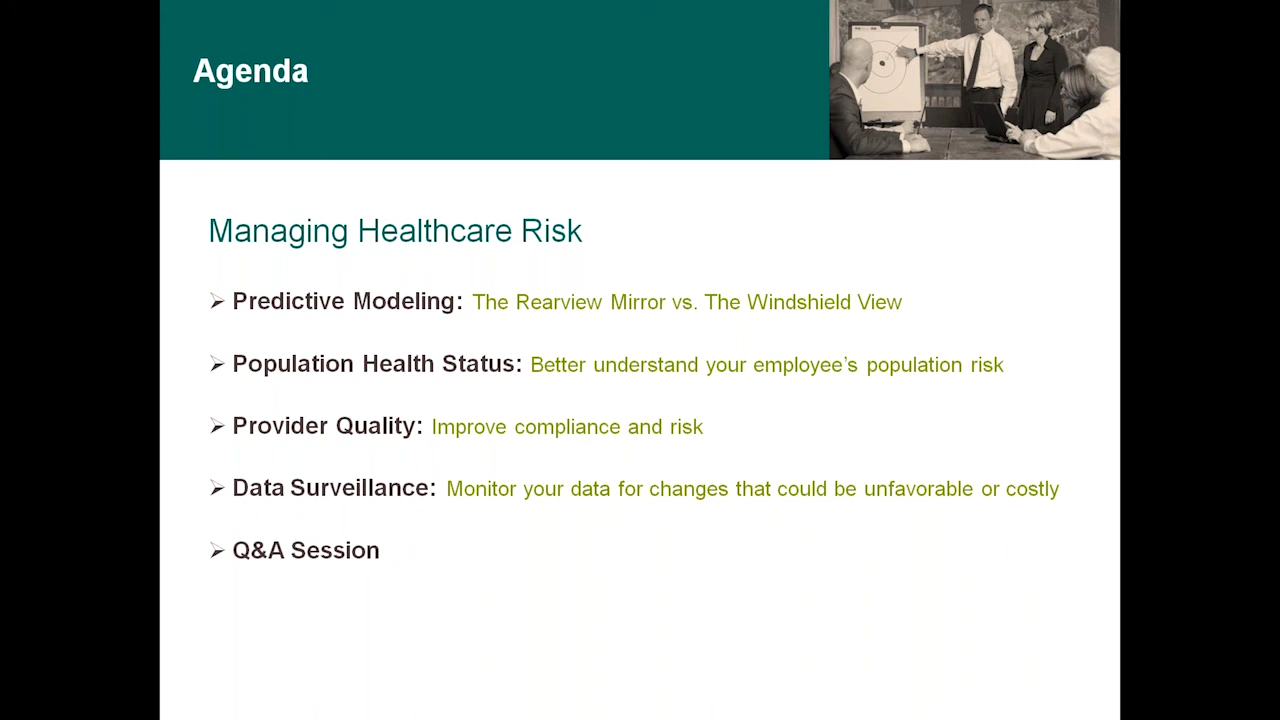 Agenda
Managing Healthcare Risk
➢ Predictive Modeling: The Rearview Mirror vs. The Windshield View
➢ Population Health Status: Better understand your employee’s population risk
➢ Provider Quality: Improve compliance and risk
➢ Data Surveillance: Monitor your data for changes that could be unfavorable or costly
➢ Q&A Session